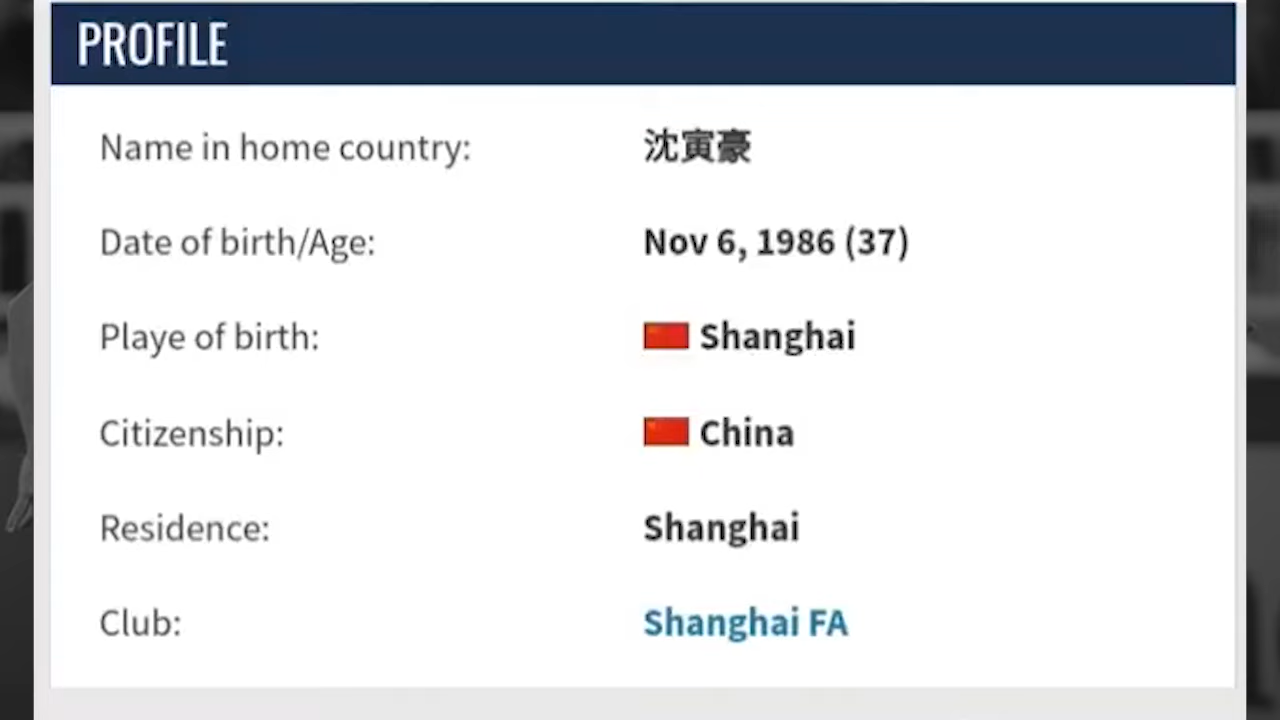 PROFILE
Name in home country: 沈寅豪
Date of birth/Age: Nov 6, 1986 (37)
Playe of birth: Shanghai
Citizenship: China
Residence: Shanghai
Club: Shanghai FA